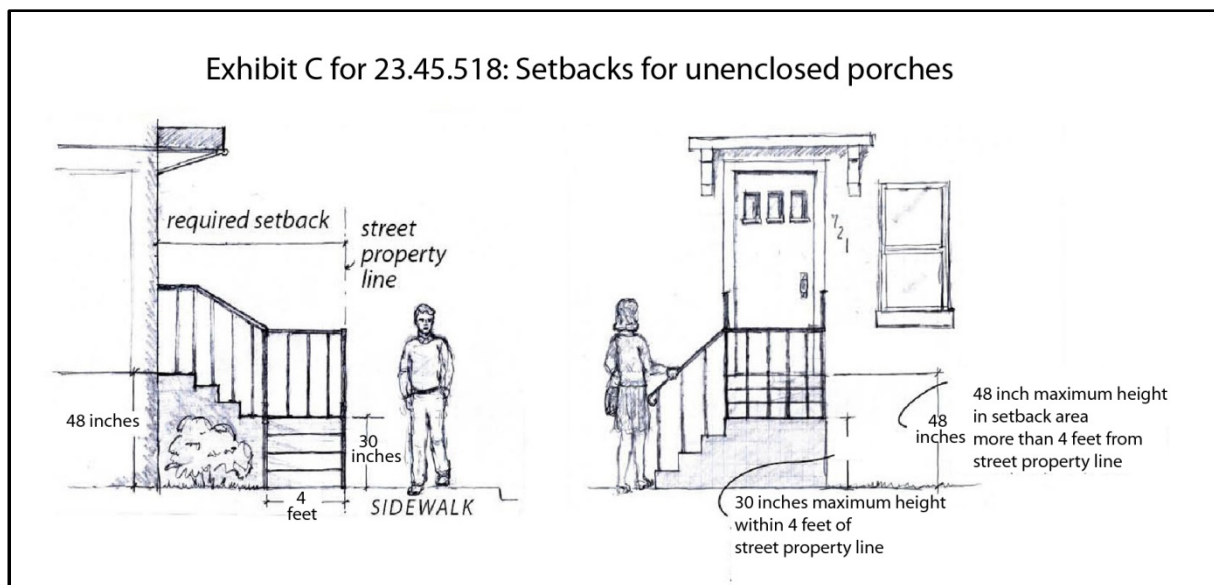 Exhibit C for 23.45.518: Setbacks for unenclosed porches
required setback
street
property
line
48 inches
30
inches
4
feet
SIDEWALK
721
48
inches
48 inch maximum height
in setback area
more than 4 feet from
street property line
30 inches maximum height
within 4 feet of
street property line